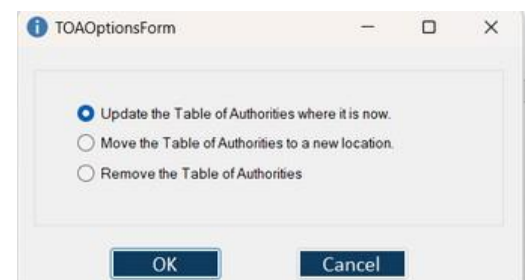 TOAOptionsForm
Update the Table of Authorities where it is now.
Move the Table of Authorities to a new location.
Remove the Table of Authorities
OK Cancel